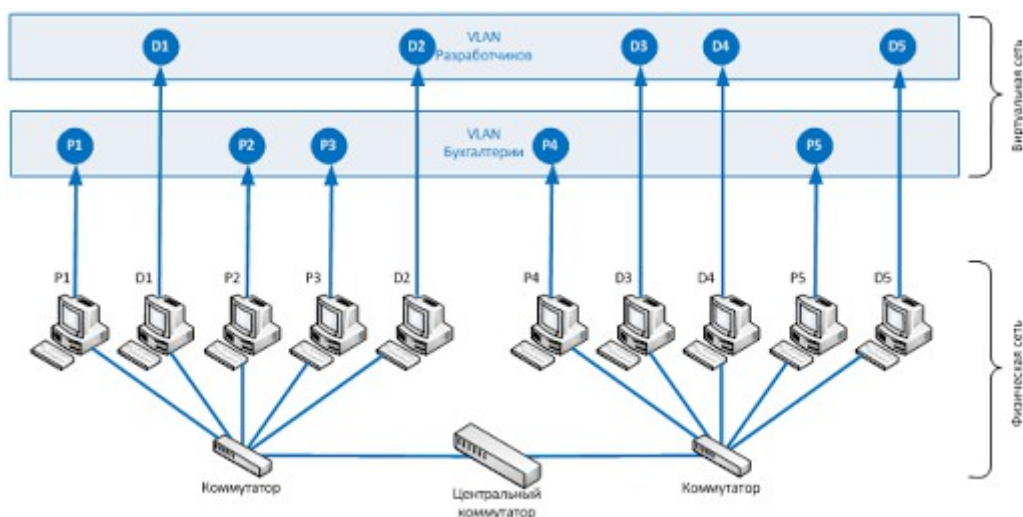 D1
D2
VLAN
Разработчиков
D3
D4
D5
P1
P2
P3
VLAN
Бухгалтерии
P4
P5
Виртуальная сеть
P1
D1
P2
P3
D2
P4
D3
D4
P5
D5
Физическая сеть
Коммутатор
Центральный
коммутатор
Коммутатор